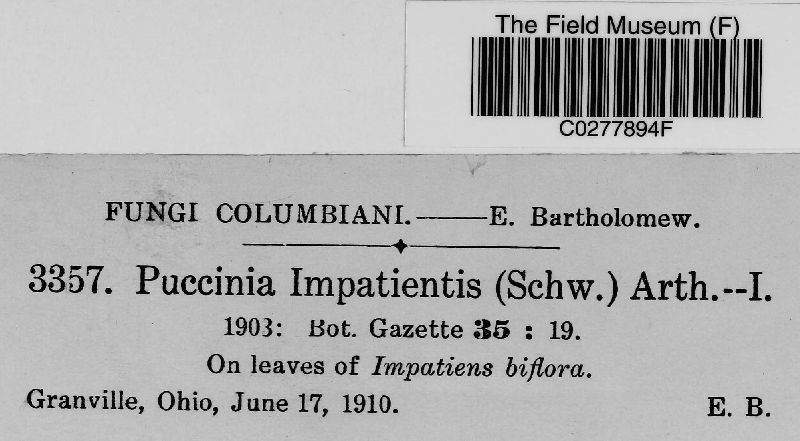 The Field Museum (F)
C0277894F
FUNGI COLUMBIANI.——E. Bartholomew.
3357. Puccinia Impatientis (Schw.) Arth.--I.
1903: Bot. Gazette 35 : 19.
On leaves of Impatiens biflora.
Granville, Ohio, June 17, 1910. E. B.